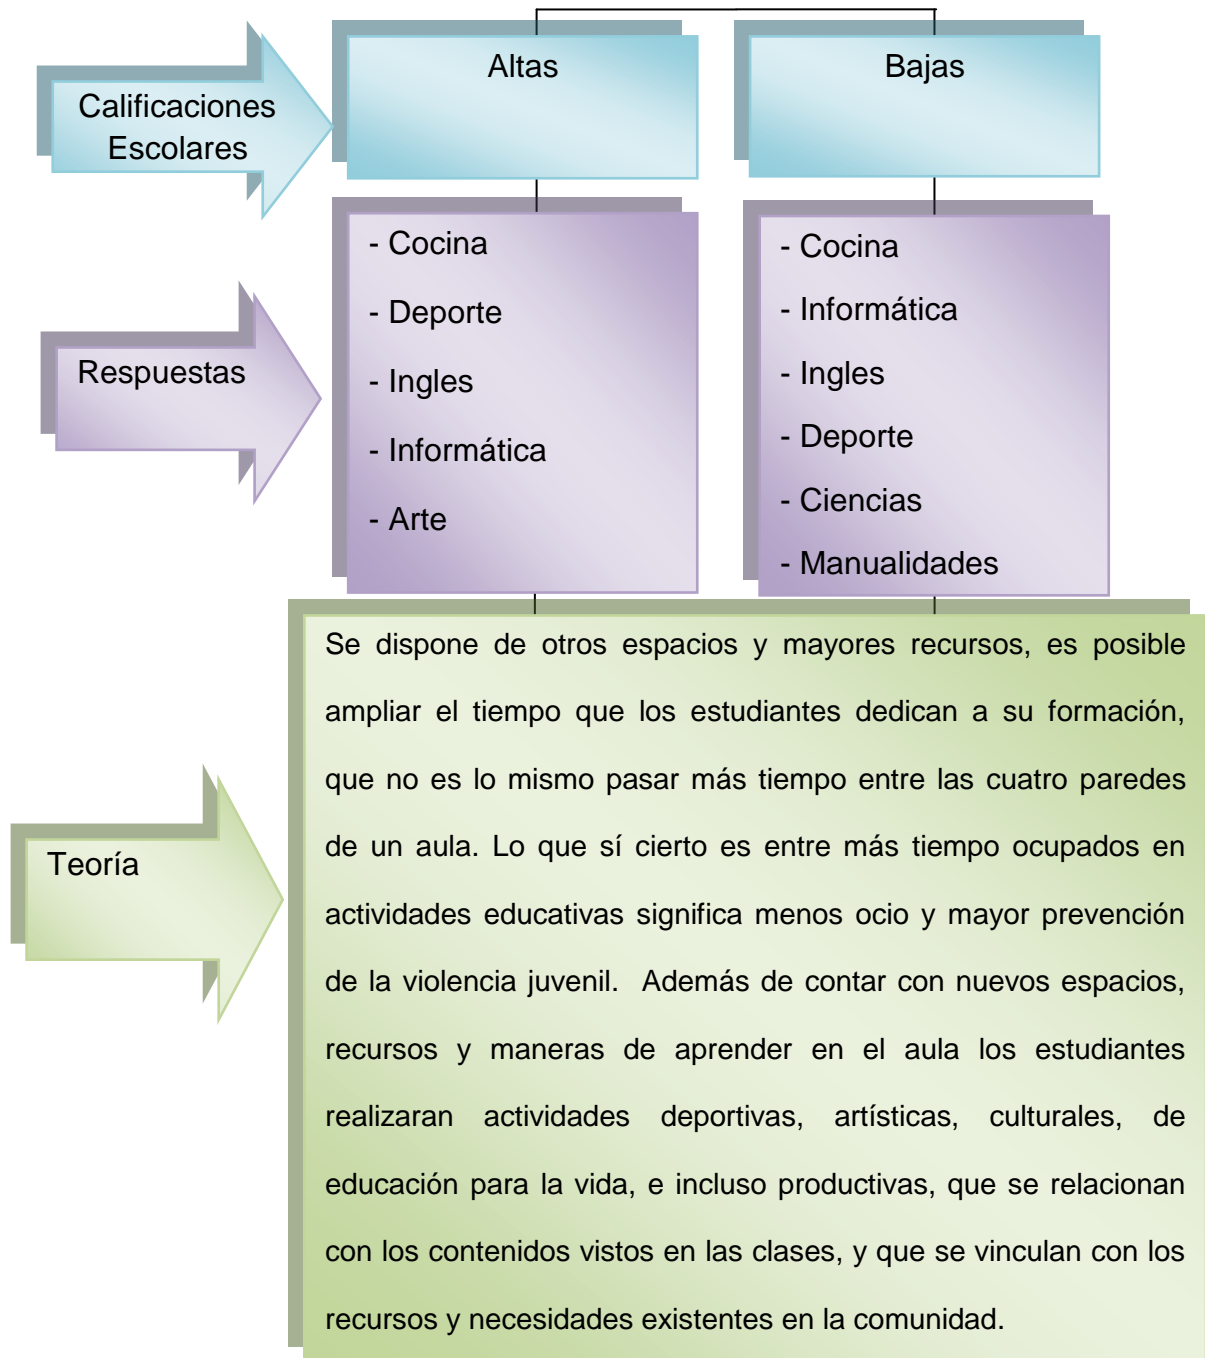 Calificaciones
Escolares
Altas
Bajas
Respuestas
- Cocina
- Deporte
- Ingles
- Informática
- Arte
- Cocina
- Informática
- Ingles
- Deporte
- Ciencias
- Manualidades
Teoría
Se dispone de otros espacios y mayores recursos, es posible
ampliar el tiempo que los estudiantes dedican a su formación,
que no es lo mismo pasar más tiempo entre las cuatro paredes
de un aula. Lo que sí cierto es entre más tiempo ocupados en
actividades educativas significa menos ocio y mayor prevención
de la violencia juvenil. Además de contar con nuevos espacios,
recursos y maneras de aprender en el aula los estudiantes
realizaran actividades deportivas, artísticas, culturales, de
educación para la vida, e incluso productivas, que se relacionan
con los contenidos vistos en las clases, y que se vinculan con los
recursos y necesidades existentes en la comunidad.